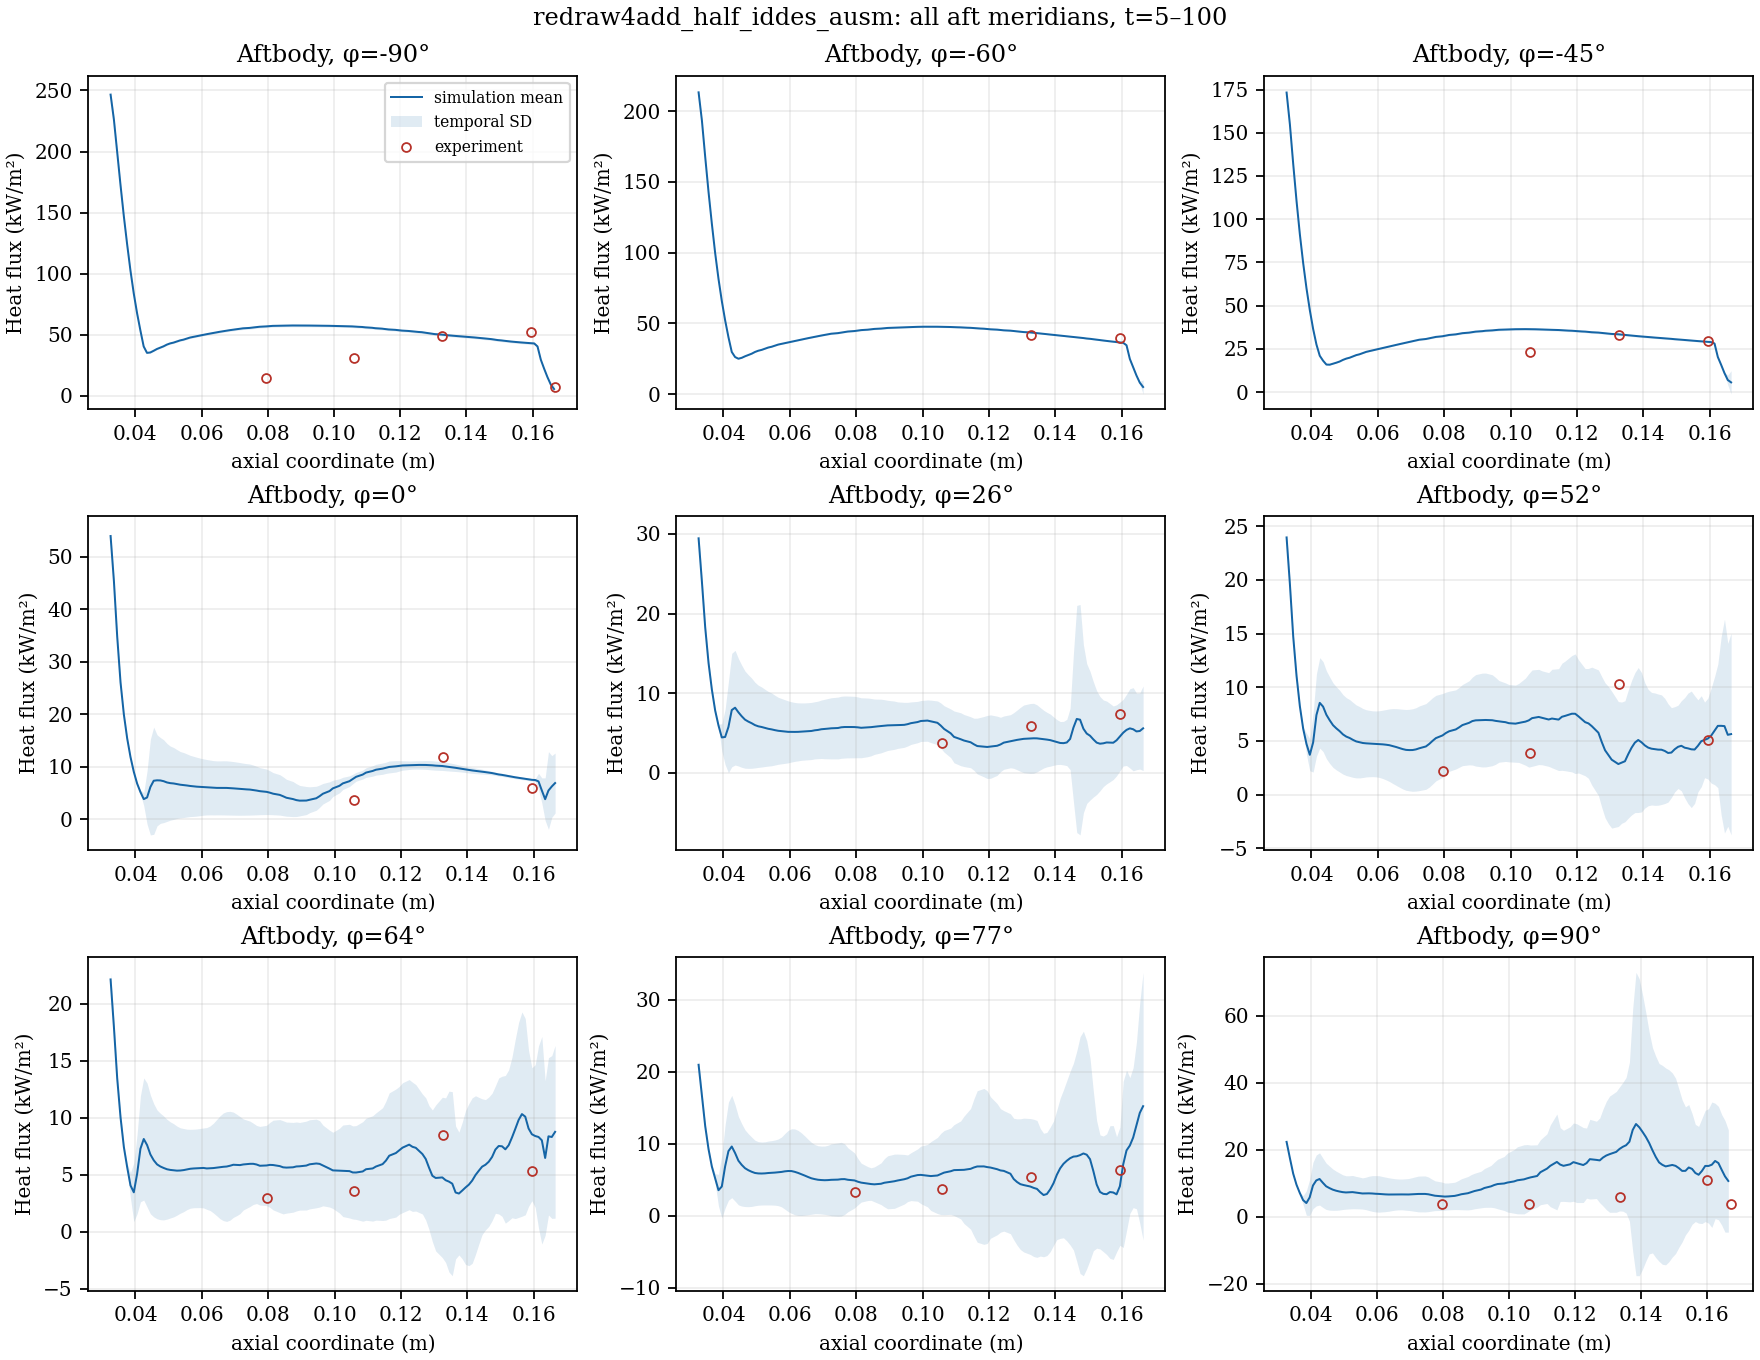 redraw4add_half_iddes_ausm: all aft meridians, t=5–100
Aftbody, φ=-90°
Heat flux (kW/m²)
250
200
150
100
50
0
simulation mean
temporal SD
experiment
0.04 0.06 0.08 0.10 0.12 0.14 0.16
axial coordinate (m)
Aftbody, φ=-60°
Heat flux (kW/m²)
200
150
100
50
0
0.04 0.06 0.08 0.10 0.12 0.14 0.16
axial coordinate (m)
Aftbody, φ=-45°
Heat flux (kW/m²)
175
150
125
100
75
50
25
0
0.04 0.06 0.08 0.10 0.12 0.14 0.16
axial coordinate (m)
Aftbody, φ=0°
Heat flux (kW/m²)
50
40
30
20
10
0
0.04 0.06 0.08 0.10 0.12 0.14 0.16
axial coordinate (m)
Aftbody, φ=26°
Heat flux (kW/m²)
30
20
10
0
0.04 0.06 0.08 0.10 0.12 0.14 0.16
axial coordinate (m)
Aftbody, φ=52°
Heat flux (kW/m²)
25
20
15
10
5
0
−5
0.04 0.06 0.08 0.10 0.12 0.14 0.16
axial coordinate (m)
Aftbody, φ=64°
Heat flux (kW/m²)
20
15
10
5
0
−5
0.04 0.06 0.08 0.10 0.12 0.14 0.16
axial coordinate (m)
Aftbody, φ=77°
Heat flux (kW/m²)
30
20
10
0
−10
0.04 0.06 0.08 0.10 0.12 0.14 0.16
axial coordinate (m)
Aftbody, φ=90°
Heat flux (kW/m²)
60
40
20
0
−20
0.04 0.06 0.08 0.10 0.12 0.14 0.16
axial coordinate (m)